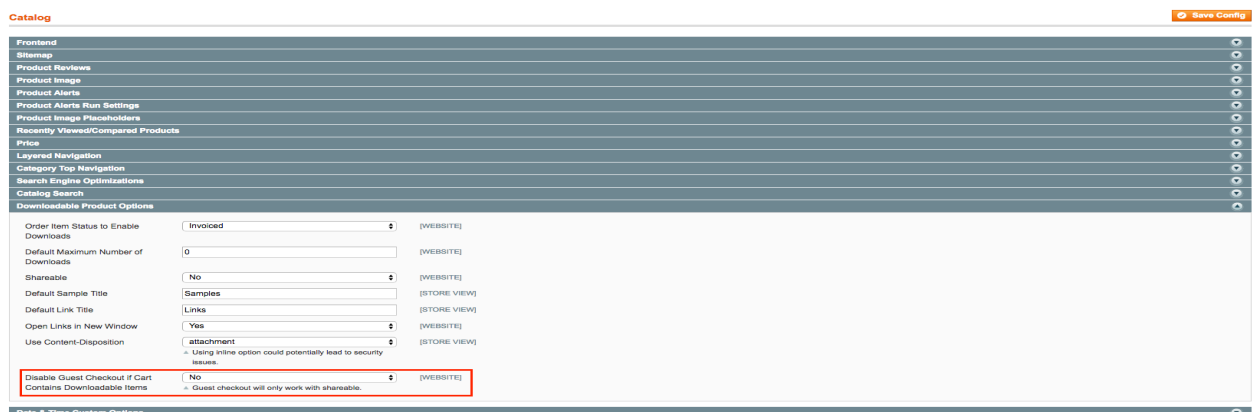 Catalog
Save Config
Frontend
Sitemap
Product Reviews
Product Image
Product Alerts
Product Alerts Run Settings
Product Image Placeholders
Recently Viewed/Compared Products
Price
Layered Navigation
Category Top Navigation
Search Engine Optimizations
Catalog Search
Downloadable Product Options
Order Item Status to Enable Invoiced [WEBSITE]
Downloads
Default Maximum Number of 0 [WEBSITE]
Downloads
Shareable No [WEBSITE]
Default Sample Title Samples [STORE VIEW]
Default Link Title Links [STORE VIEW]
Open Links in New Window Yes [WEBSITE]
Use Content-Disposition attachment [STORE VIEW]
Using inline option could potentially lead to security
issues.
Disable Guest Checkout if Cart No [WEBSITE]
Contains Downloadable Items Guest checkout will only work with shareable.
Date & Time Custom Options